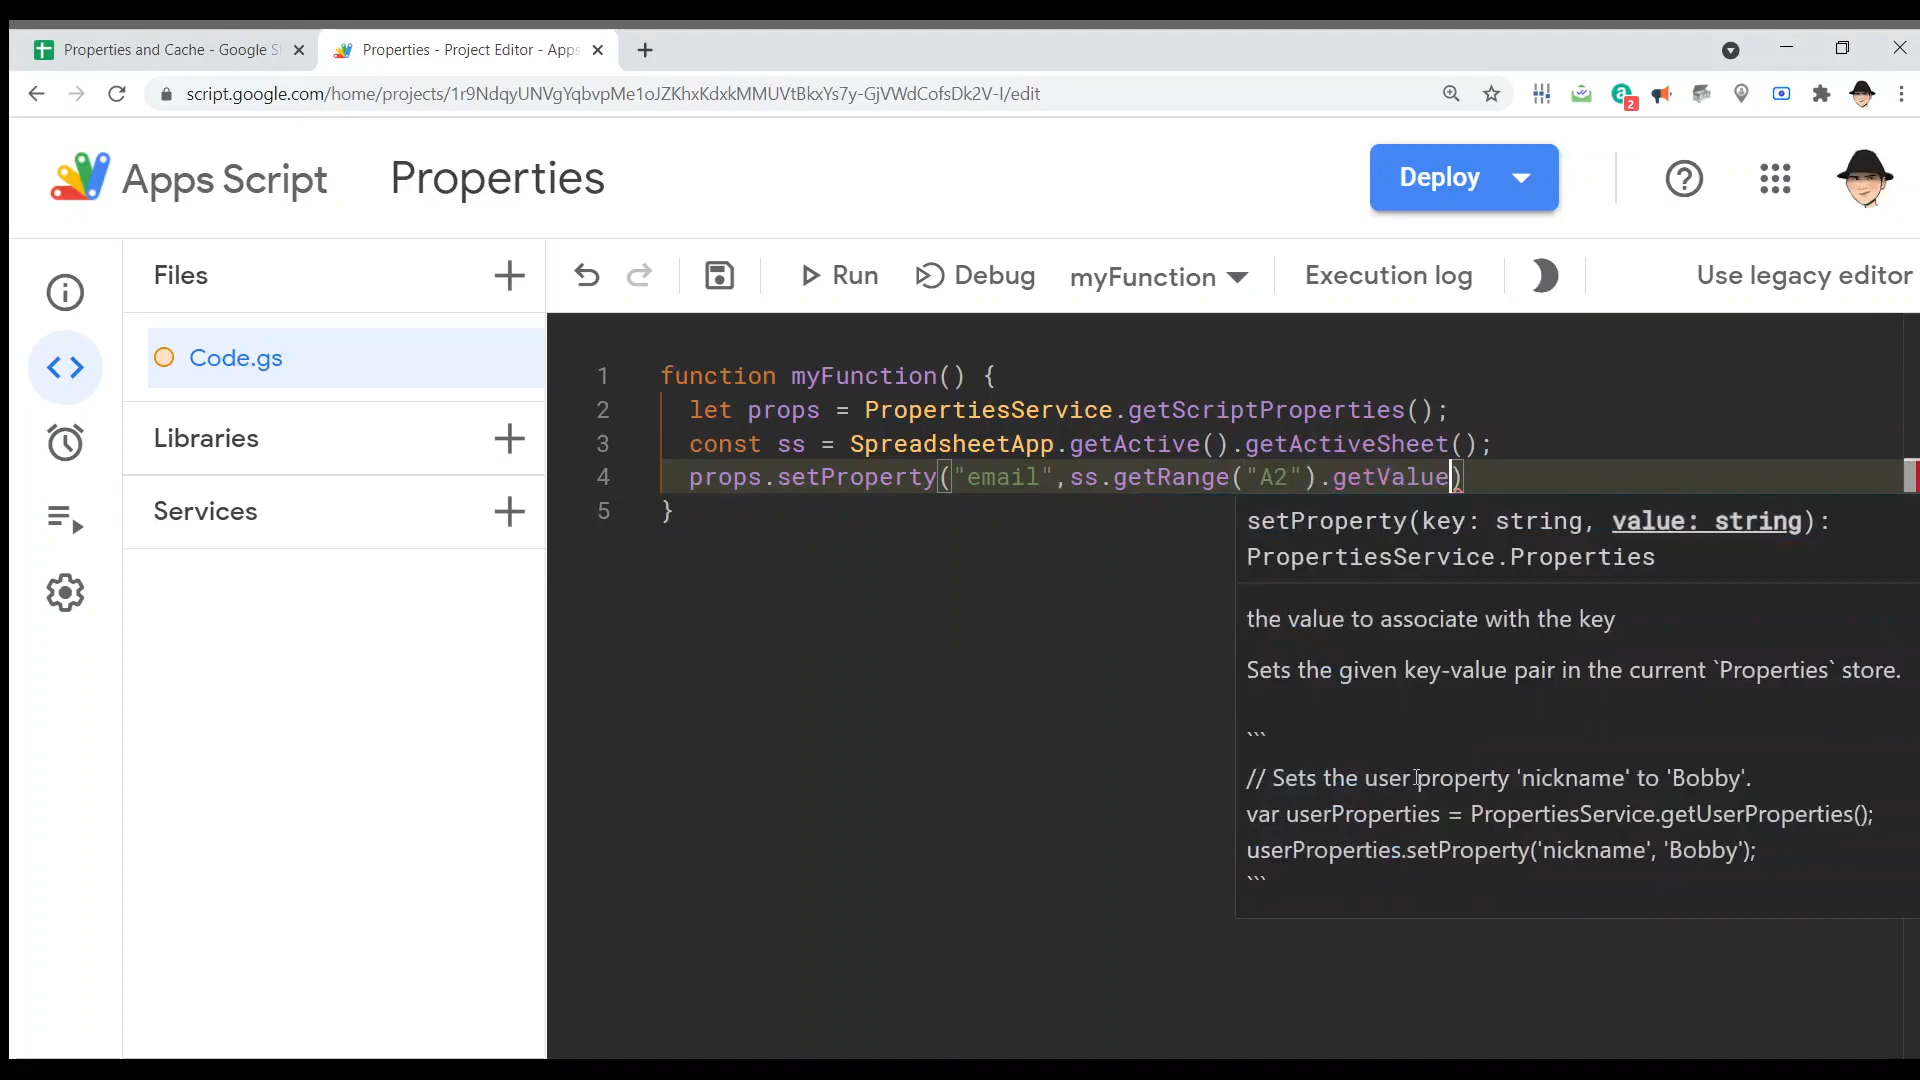 Properties and Cache - Google S
Properties - Project Editor - Apps
script.google.com/home/projects/1r9NdqyUNVgYqbvpMe1oJZKhxKdxkMMUVtBkxYs7y-GjVWdCofsDk2V-I/edit
a
2
Apps Script
Properties
Deploy
Files
Run
Debug
myFunction
Execution log
Use legacy editor
Code.gs
Libraries
Services
1 function myFunction() {
2 let props = PropertiesService.getScriptProperties();
3 const ss = SpreadsheetApp.getActive().getActiveSheet();
4 props.setProperty("email",ss.getRange("A2").getValue)
5 }
setProperty(key: string, value: string):
PropertiesService.Properties
the value to associate with the key
Sets the given key-value pair in the current `Properties` store.
```
// Sets the user property 'nickname' to 'Bobby'.
var userProperties = PropertiesService.getUserProperties();
userProperties.setProperty('nickname', 'Bobby');
```